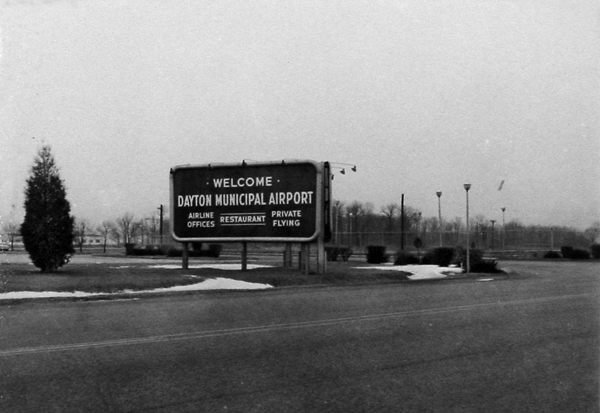 · WELCOME ·
DAYTON MUNICIPAL AIRPORT
AIRLINE OFFICES
RESTAURANT
PRIVATE FLYING